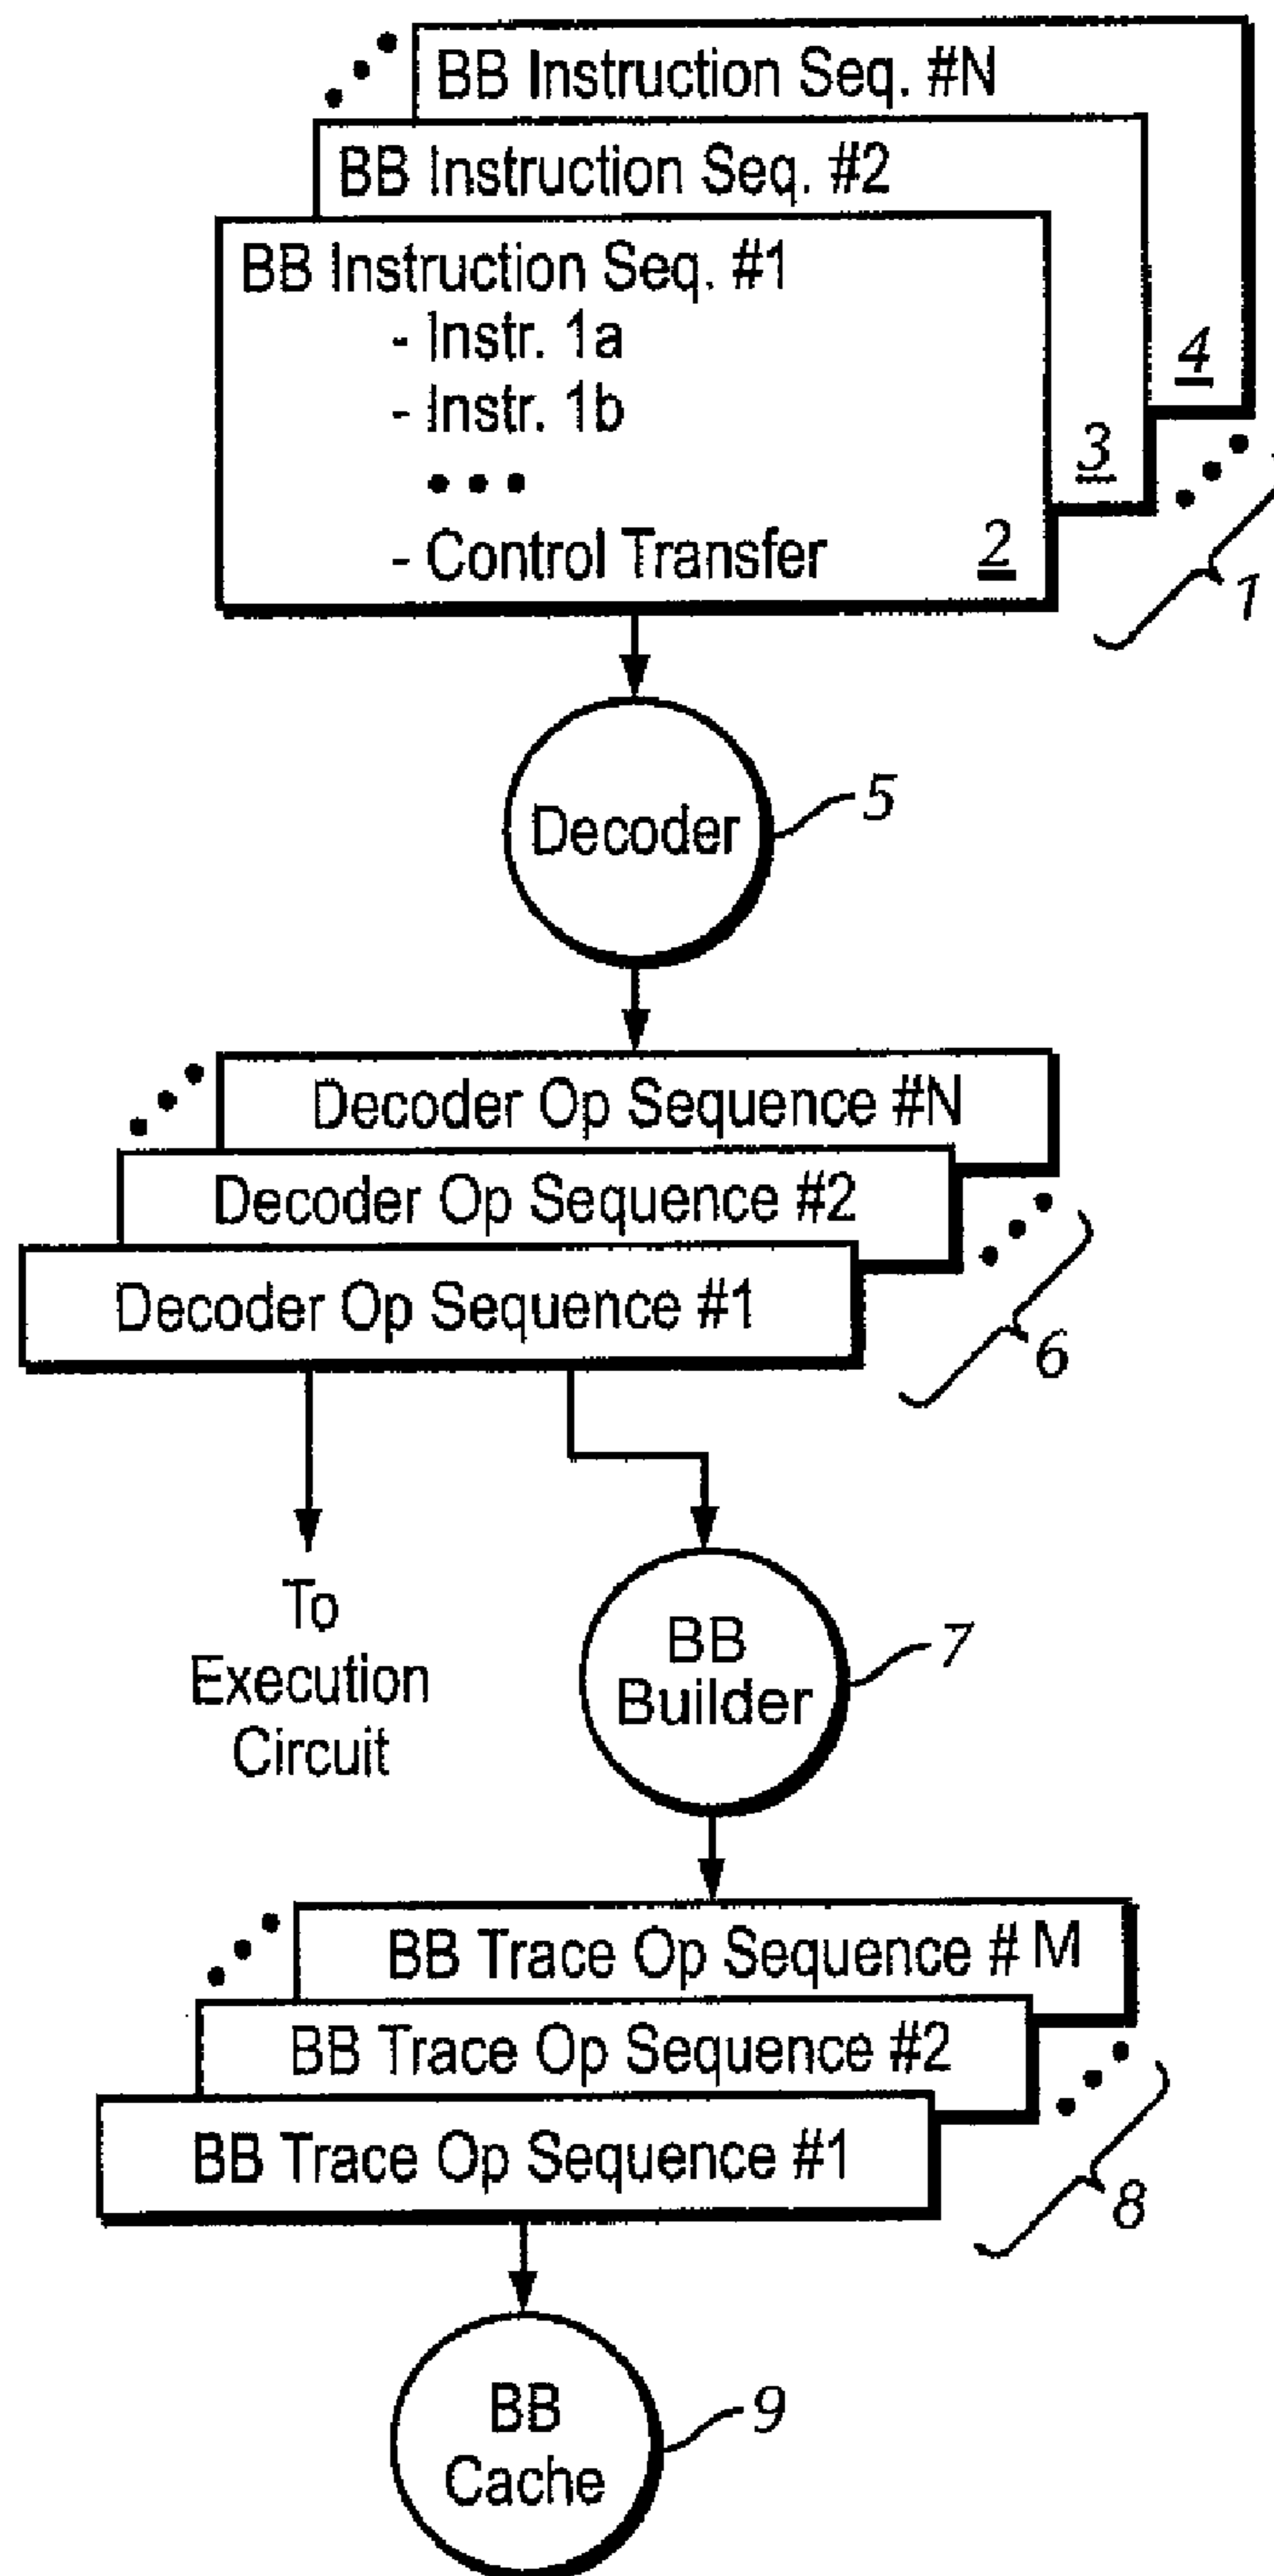 BB Instruction Seq. #N
BB Instruction Seq. #2
BB Instruction Seq. #1
- Instr. 1a
- Instr. 1b
• • •
- Control Transfer
2
3
4
1
Decoder
5
Decoder Op Sequence #N
Decoder Op Sequence #2
Decoder Op Sequence #1
6
To
Execution
Circuit
BB
Builder
7
BB Trace Op Sequence # M
BB Trace Op Sequence #2
BB Trace Op Sequence #1
8
BB
Cache
9